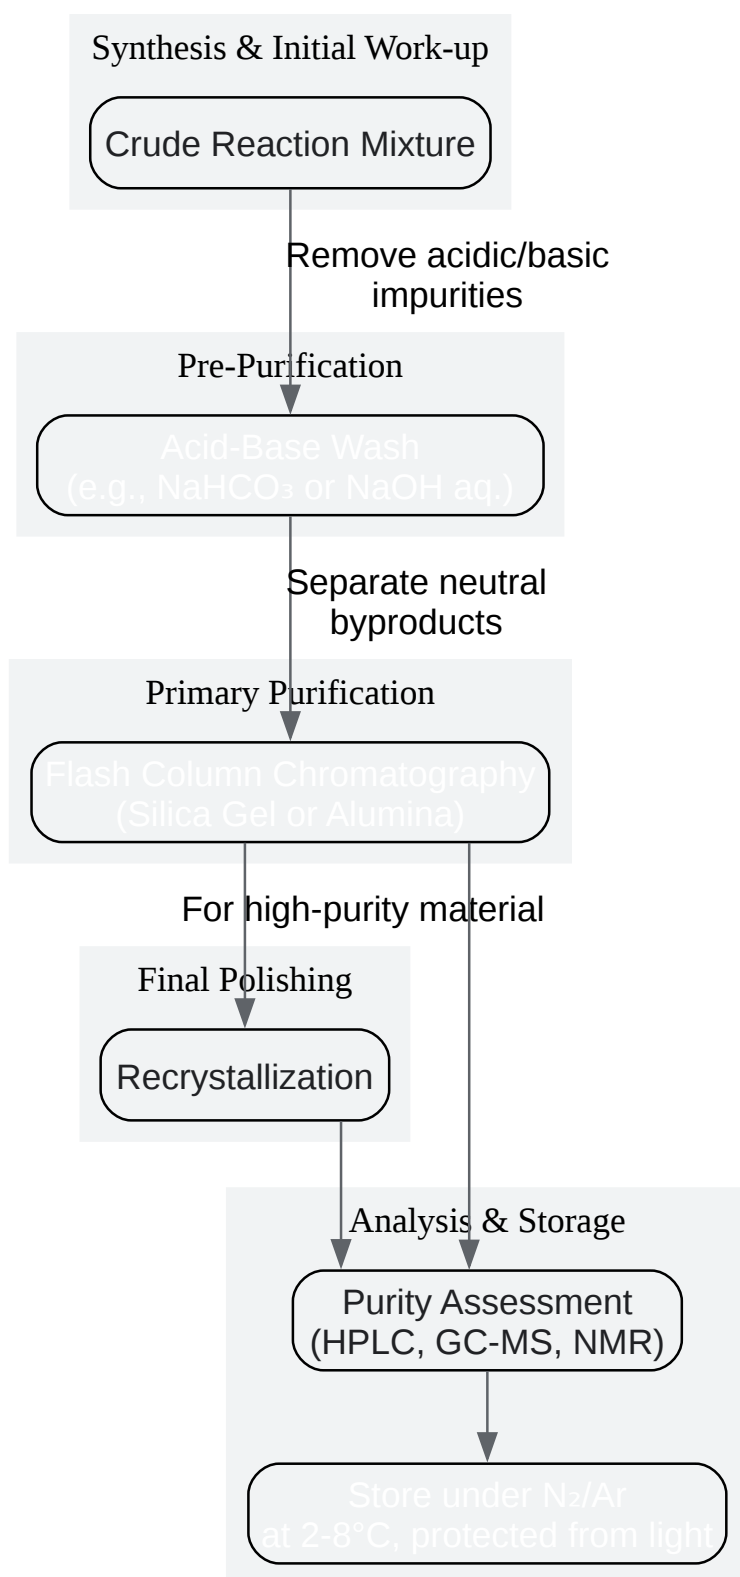 Synthesis & Initial Work-up
Crude Reaction Mixture
Remove acidic/basic
impurities
Pre-Purification
Acid-Base Wash
(e.g., NaHCO₃ or NaOH aq.)
Separate neutral
byproducts
Primary Purification
Flash Column Chromatography
(Silica Gel or Alumina)
For high-purity material
Final Polishing
Recrystallization
Analysis & Storage
Purity Assessment
(HPLC, GC-MS, NMR)
Store under N₂/Ar
at 2-8°C, protected from light